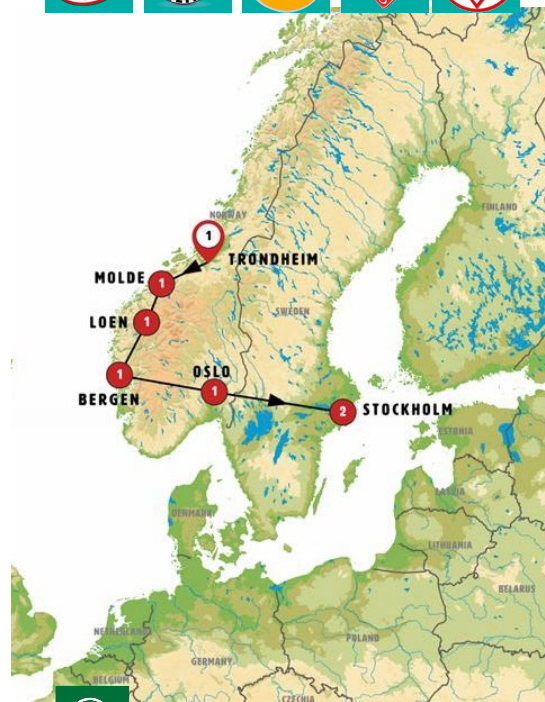 NORWAY
FINLAND
1
TRONDHEIM
MOLDE
1
LOEN
1
SWEDEN
1
OSLO
BERGEN
1
2
STOCKHOLM
ESTONIA
LATVIA
DENMARK
LITHUANIA
BELARUS
NETHERLANDS
POLAND
GERMANY
BELGIUM
CZECHIA